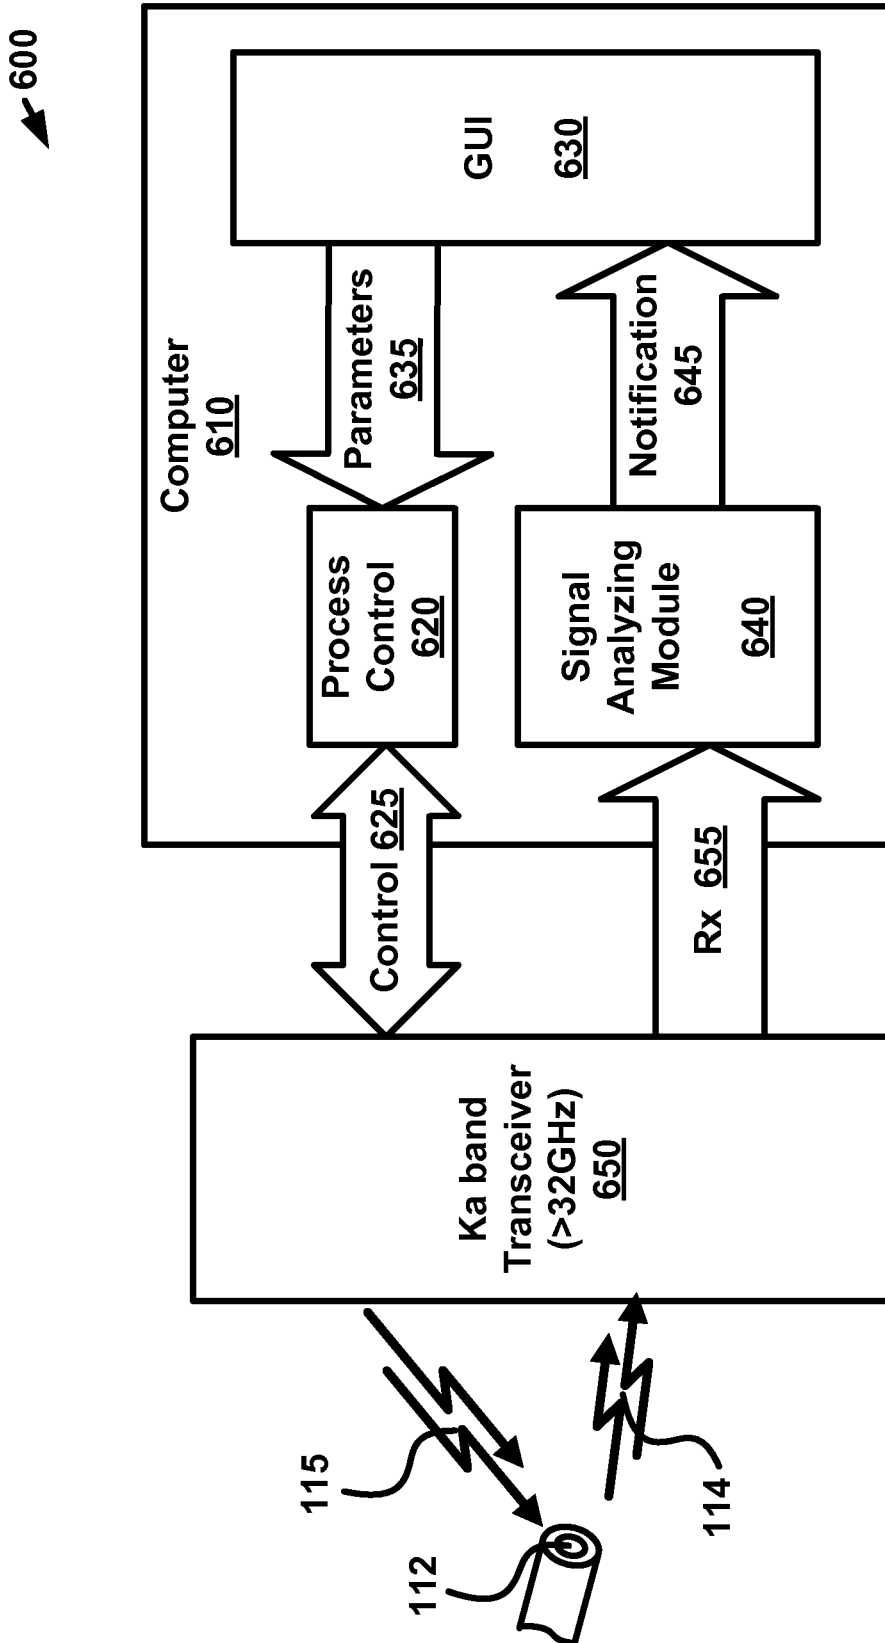 600
Computer
610
GUI
630
Parameters
635
Notification
645
Process
Control
620
Signal
Analyzing
Module
640
Control 625
Rx 655
Ka band
Transceiver
(>32GHz)
650
115
112
114